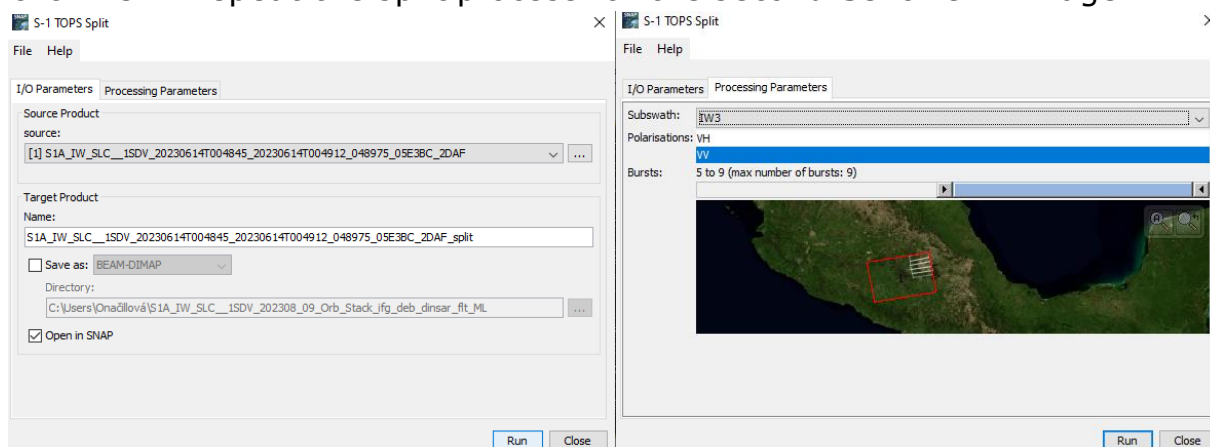 S-1 TOPS Split
File Help
I/O Parameters Processing Parameters
Source Product
source:
[1] S1A_IW_SLC__1SDV_20230614T004845_20230614T004912_048975_05E3BC_2DAF
...
Target Product
Name:
S1A_IW_SLC__1SDV_20230614T004845_20230614T004912_048975_05E3BC_2DAF_split
Save as: BEAM-DIMAP
Directory:
C:\Users\Onačillová\S1A_IW_SLC__1SDV_202308_09_Orb_Stack_ifg_deb_dinsar_flt_ML
...
Open in SNAP
Run Close
S-1 TOPS Split
File Help
I/O Parameters Processing Parameters
Subswath: IW3
Polarisations: VH
VV
Bursts: 5 to 9 (max number of bursts: 9)
Run Close